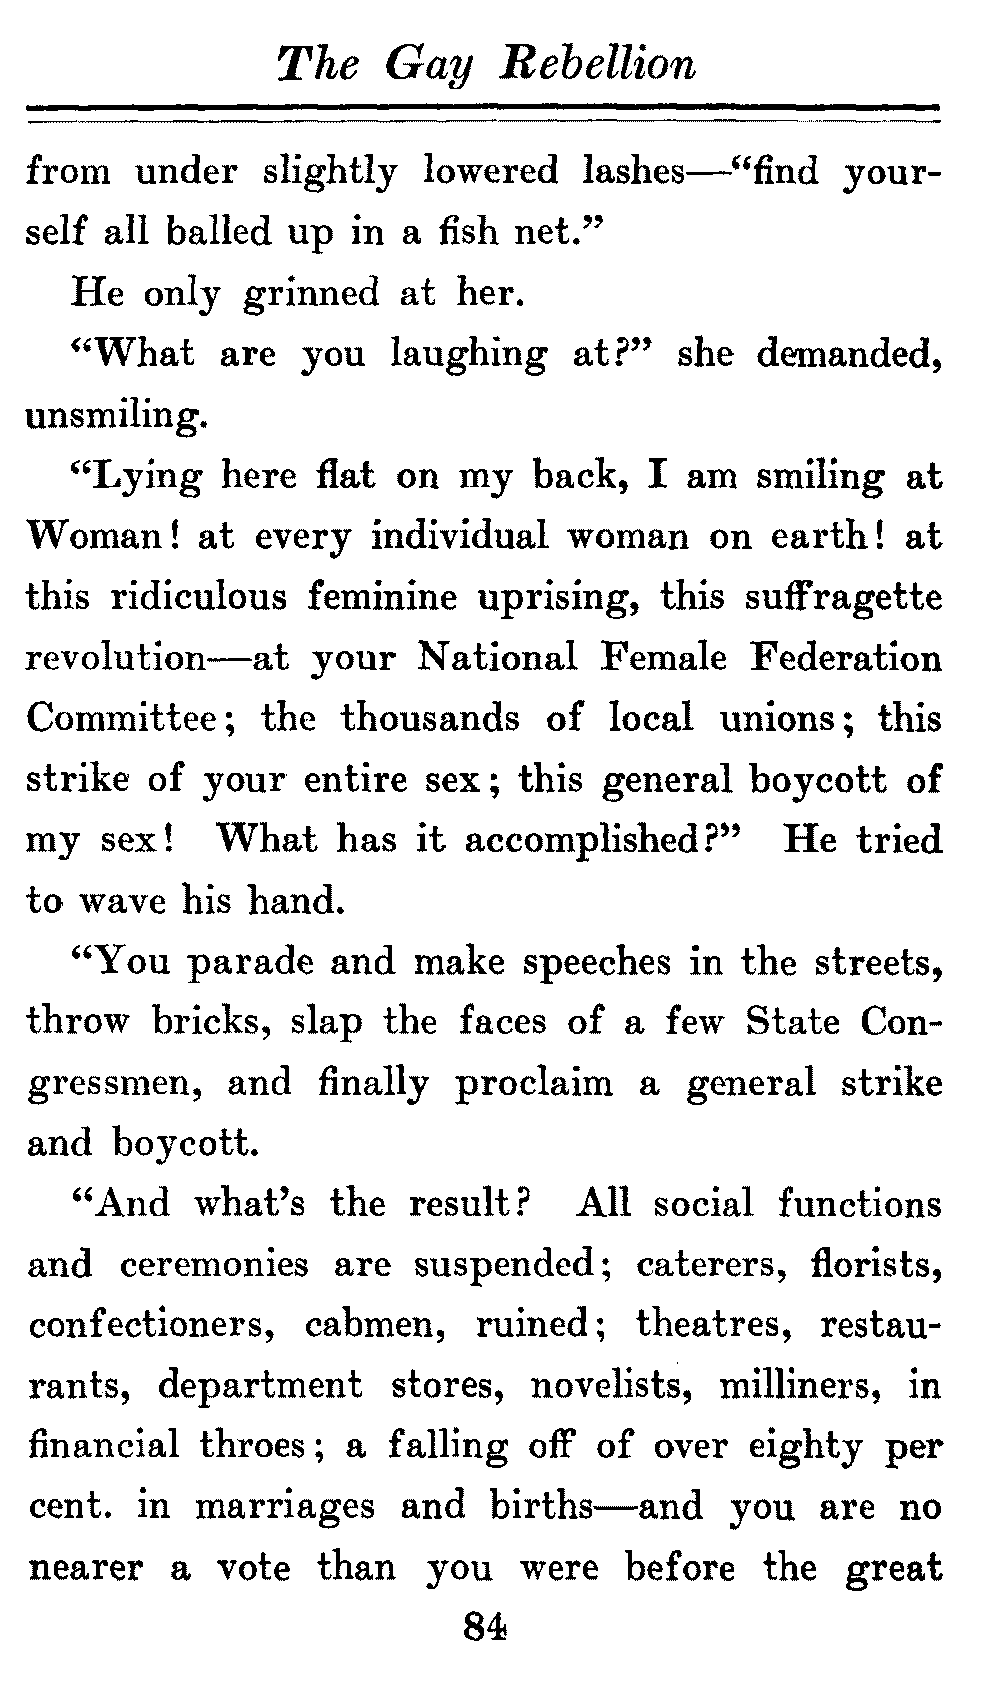 The Gay Rebellion
from under slightly lowered lashes—“find your-
self all balled up in a fish net.”
He only grinned at her.
“What are you laughing at?” she demanded,
unsmiling.
“Lying here flat on my back, I am smiling at
Woman! at every individual woman on earth! at
this ridiculous feminine uprising, this suffragette
revolution—at your National Female Federation
Committee; the thousands of local unions; this
strike of your entire sex; this general boycott of
my sex! What has it accomplished?” He tried
to wave his hand.
“You parade and make speeches in the streets,
throw bricks, slap the faces of a few State Con-
gressmen, and finally proclaim a general strike
and boycott.
“And what’s the result? All social functions
and ceremonies are suspended; caterers, florists,
confectioners, cabmen, ruined; theatres, restau-
rants, department stores, novelists, milliners, in
financial throes; a falling off of over eighty per
cent. in marriages and births—and you are no
nearer a vote than you were before the great
84